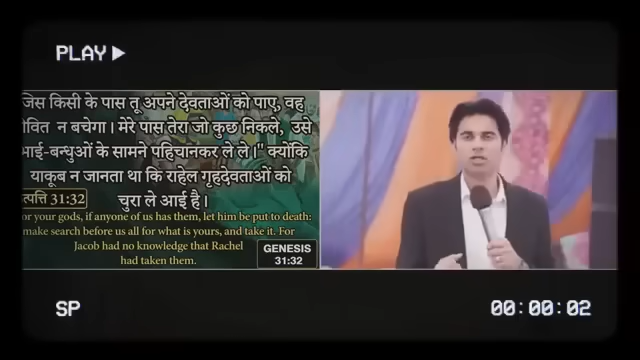 PLAY
जिस किसी के पास तू अपने देवताओं को पाए, वह
न बचेगा। मेरे पास तेरा जो कुछ निकले, उसे
भाई-बन्धुओं के सामने पहिचानकर ले ले।" क्योंकि
याकूब न जानता था कि राहेल गृहदेवताओं को
31:32 चुरा ले आई है।
or your gods, if anyone of us has them, let him be put to death:
make search before us all for what is yours, and take it. For
Jacob had no knowledge that Rachel
had taken them.
GENESIS
31:32
SP
00:00:02